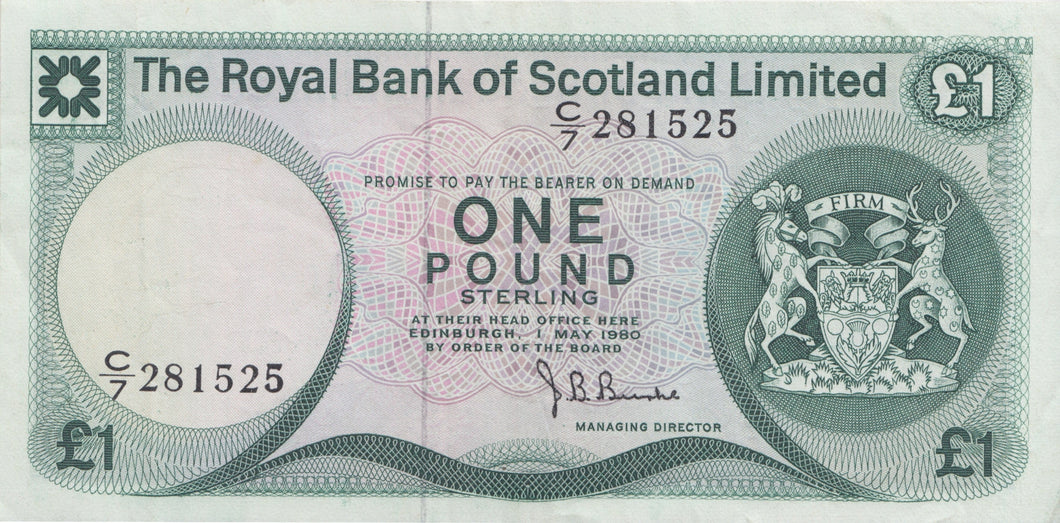 The Royal Bank of Scotland Limited
£1
C/7 281525
PROMISE TO PAY THE BEARER ON DEMAND
ONE
POUND
STERLING
AT THEIR HEAD OFFICE HERE
EDINBURGH, 1 MAY 1980
BY ORDER OF THE BOARD
J.B. Burke
MANAGING DIRECTOR
FIRM
C/7 281525
£1
£1